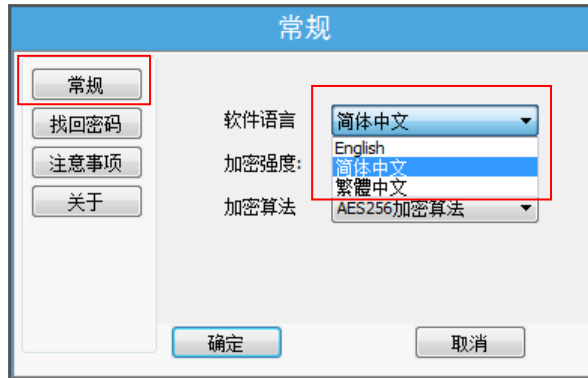 常规
常规
找回密码
注意事项
关于
软件语言
简体中文
English
简体中文
繁體中文
加密强度:
加密算法
AES256加密算法
确定
取消